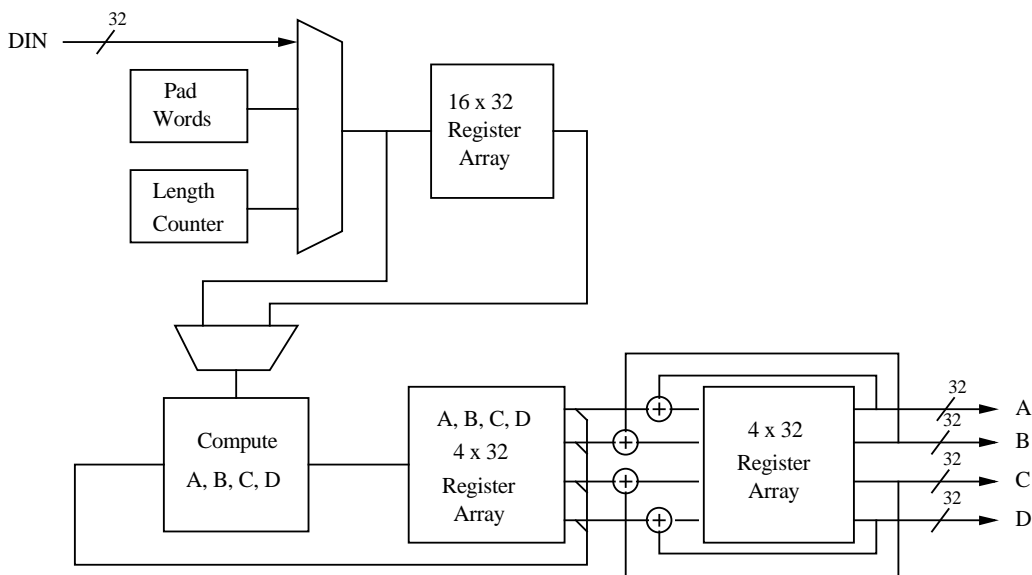 DIN
32
Pad
Words
Length
Counter
16 x 32
Register
Array
Compute
A, B, C, D
A, B, C, D
4 x 32
Register
Array
4 x 32
Register
Array
32
A
32
B
32
C
32
D